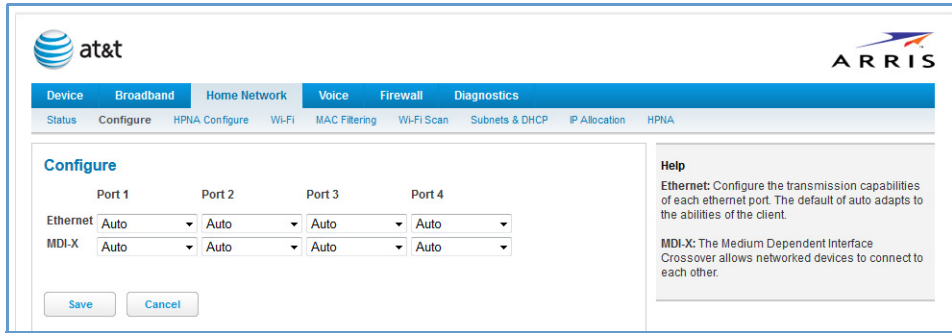 at&t
ARRIS
Device Broadband Home Network Voice Firewall Diagnostics
Status Configure HPNA Configure Wi-Fi MAC Filtering Wi-Fi Scan Subnets & DHCP IP Allocation HPNA
Configure
Port 1 Port 2 Port 3 Port 4
Ethernet Auto Auto Auto Auto
MDI-X Auto Auto Auto Auto
Save Cancel
Help
Ethernet: Configure the transmission capabilities
of each ethernet port. The default of auto adapts to
the abilities of the client.
MDI-X: The Medium Dependent Interface
Crossover allows networked devices to connect to
each other.